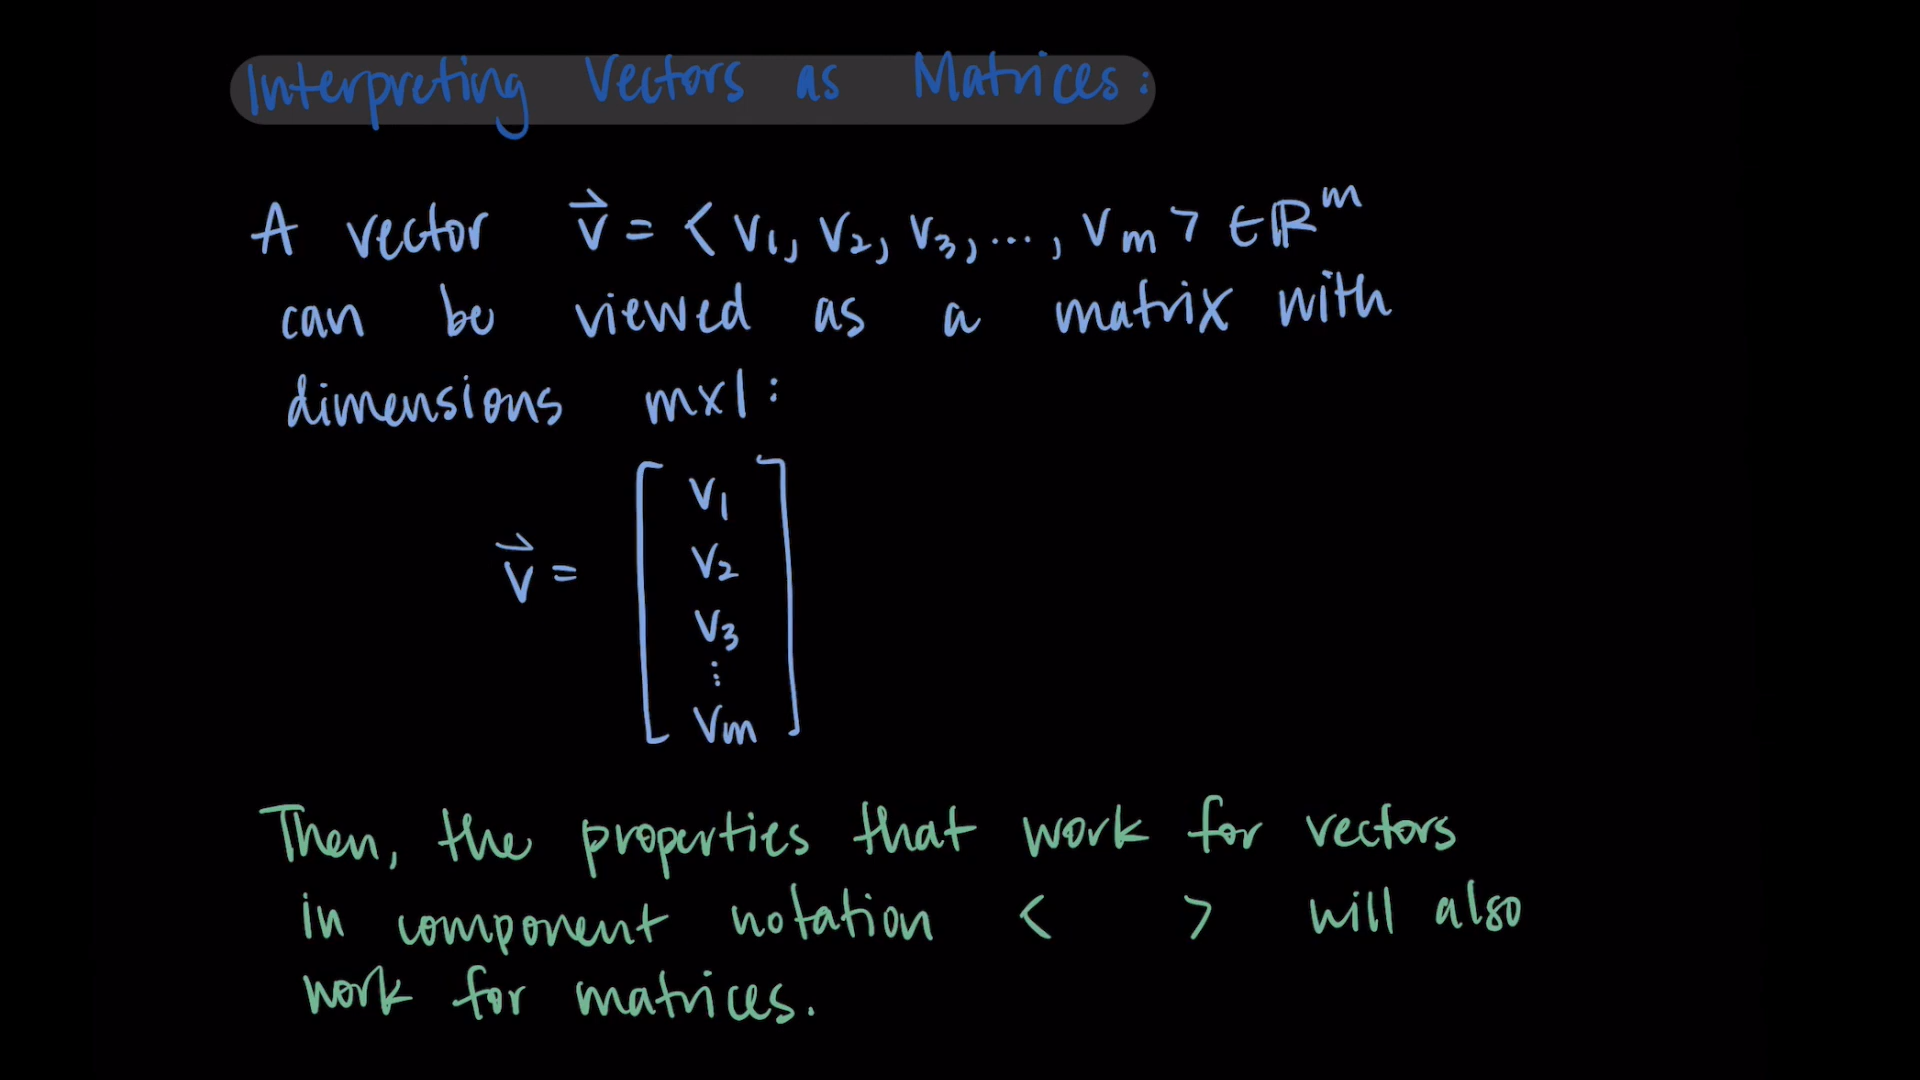 Interpreting Vectors as Matrices:
A vector v⃗ = < v₁, v₂, v₃, ... , vₘ > ∈ ℝᵐ
can be viewed as a matrix with
dimensions m×1:
v⃗ = [ v₁
v₂
v₃
⋮
vₘ ]
Then, the properties that work for vectors
in component notation < > will also
work for matrices.